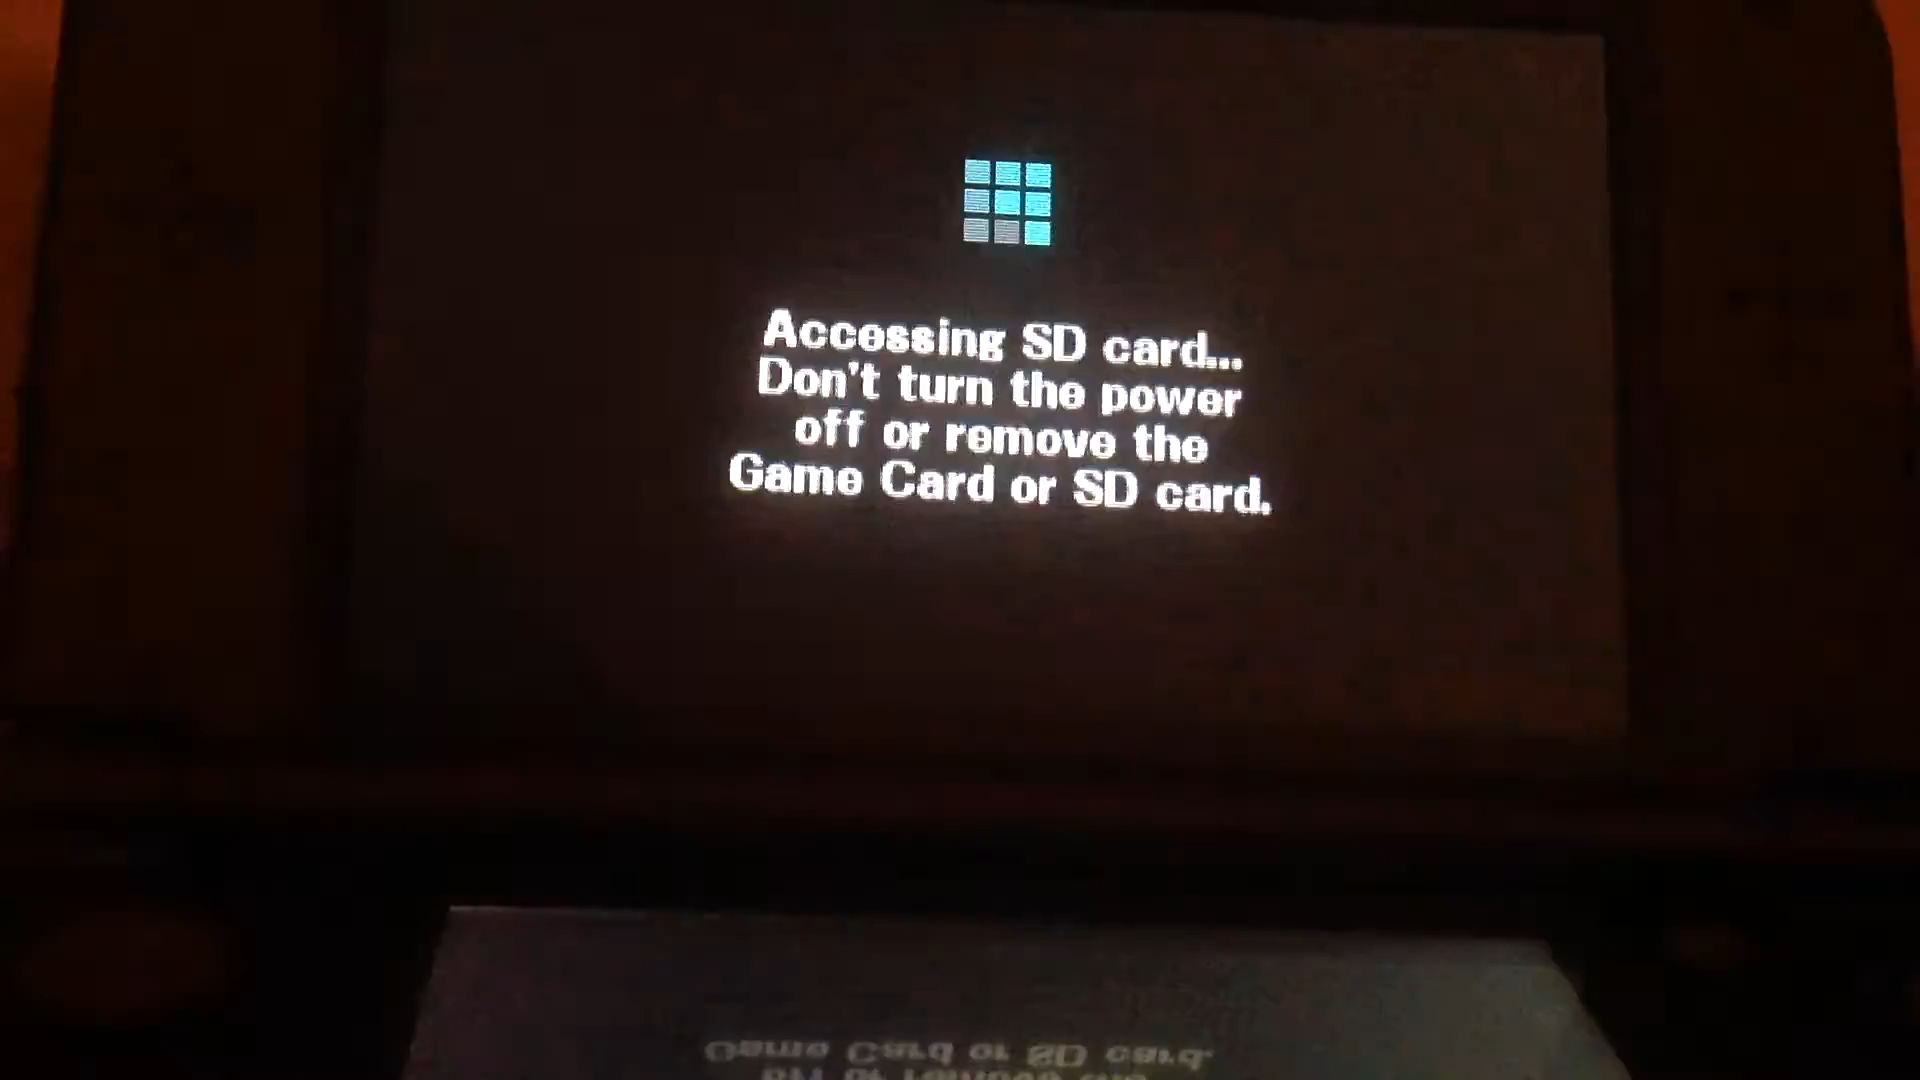 Accessing SD card...
Don't turn the power
off or remove the
Game Card or SD card.